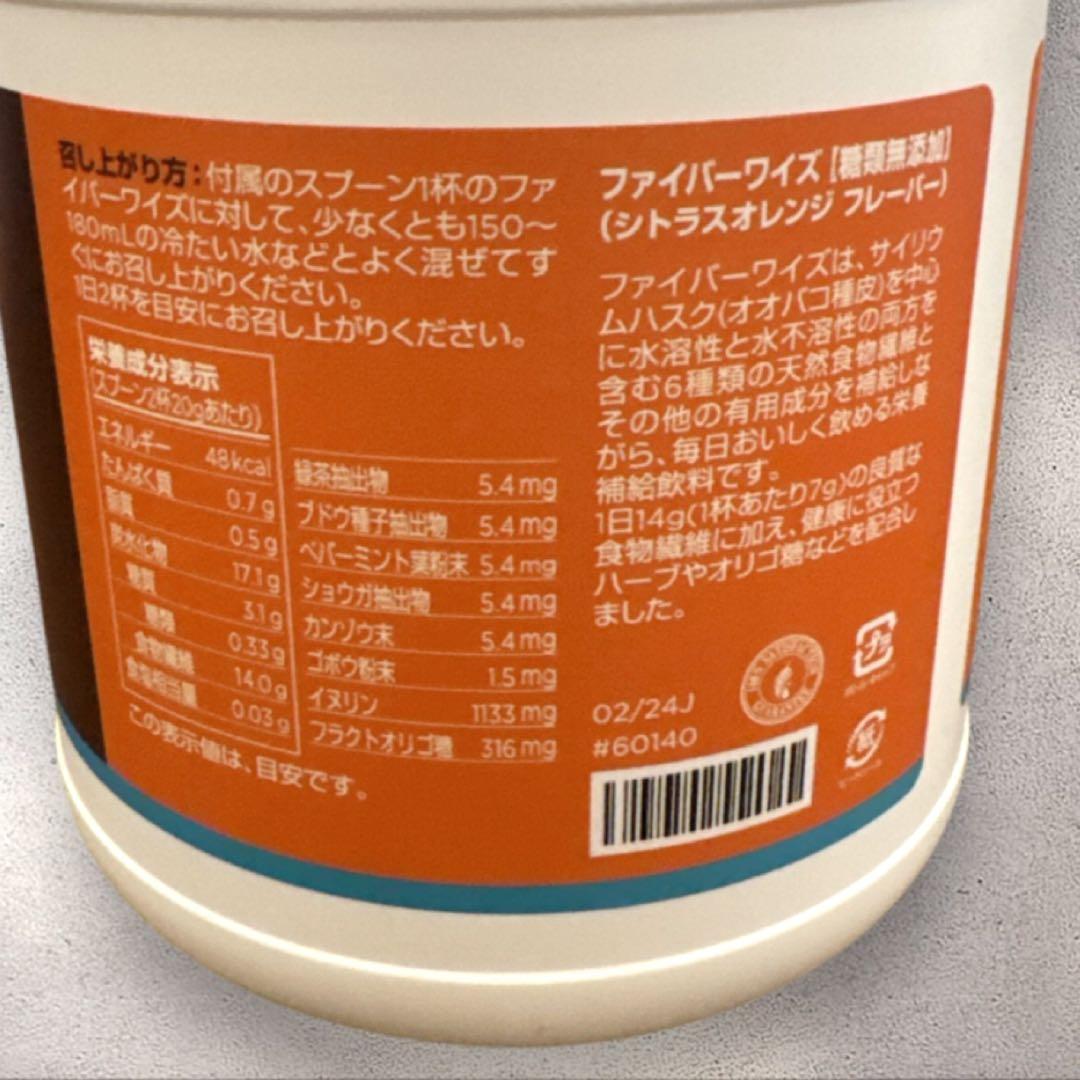 召し上がり方：付属のスプーン1杯のファ
イバーワイズに対して、少なくとも150〜
180mLの冷たい水などとよく混ぜてす
ぐにお召し上がりください。
1日2杯を目安にお召し上がりください。
栄養成分表示
(スプーン2杯20gあたり)
エネルギー 48kcal
たんぱく質 0.7g
脂質 0.5g
炭水化物 17.1g
糖質 3.1g
糖類 0.33g
食物繊維 14.0g
食塩相当量 0.03g
緑茶抽出物 5.4mg
ブドウ種子抽出物 5.4mg
ペパーミント葉粉末 5.4mg
ショウガ抽出物 5.4mg
カンゾウ末 5.4mg
ゴボウ粉末 1.5mg
イヌリン 1133mg
フラクトオリゴ糖 316mg
この表示値は、目安です。
ファイバーワイズ [糖類無添加]
(シトラスオレンジ フレーバー)
ファイバーワイズは、サイリウ
ムハスク(オオバコ種皮)を中心
に水溶性と水不溶性の両方を
含む6種類の天然食物繊維と
その他の有用成分を補給しな
がら、毎日おいしく飲める栄養
補給飲料です。
1日14g(1杯あたり7g)の良質な
食物繊維に加え、健康に役立つ
ハーブやオリゴ糖などを配合し
ました。
02/24J
#60140
プラ
紙